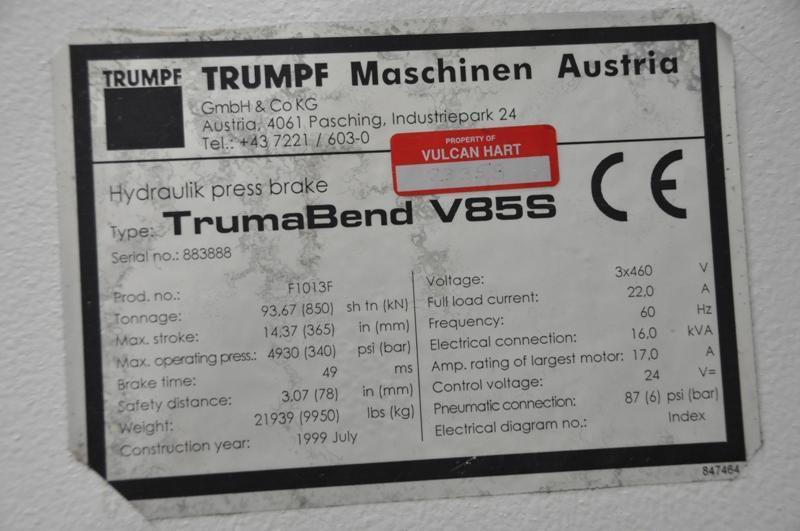 TRUMPF TRUMPF Maschinen Austria
GmbH & Co KG
Austria, 4061 Pasching, Industriepark 24
Tel.: +43 7221 / 603-0
PROPERTY OF
VULCAN HART
Hydraulik press brake
CE
Type: TrumaBend V85S
Serial no.: 883888
Prod. no.: F1013F
Tonnage: 93,67 (850) sh tn (kN)
Max. stroke: 14,37 (365) in (mm)
Max. operating press.: 4930 (340) psi (bar)
Brake time: 49 ms
Safety distance: 3,07 (78) in (mm)
Weight: 21939 (9950) lbs (kg)
Construction year: 1999 July
Voltage: 3x460 V
Full load current: 22,0 A
Frequency: 60 Hz
Electrical connection: 16,0 kVA
Amp. rating of largest motor: 17,0 A
Control voltage: 24 V=
Pneumatic connection: 87 (6) psi (bar)
Electrical diagram no.: Index
847464